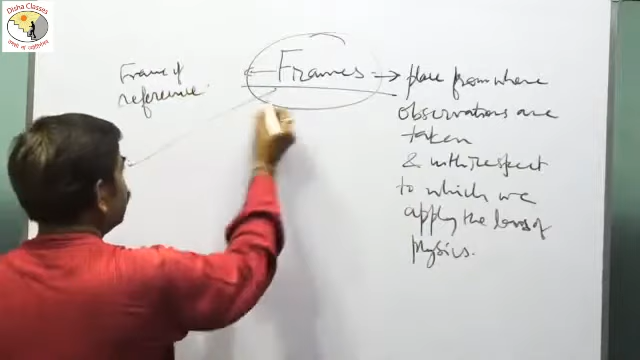 Disha Classes
Frames
Frame of
reference
place from where
observations are
taken
& with respect
to which we
apply the laws of
physics.